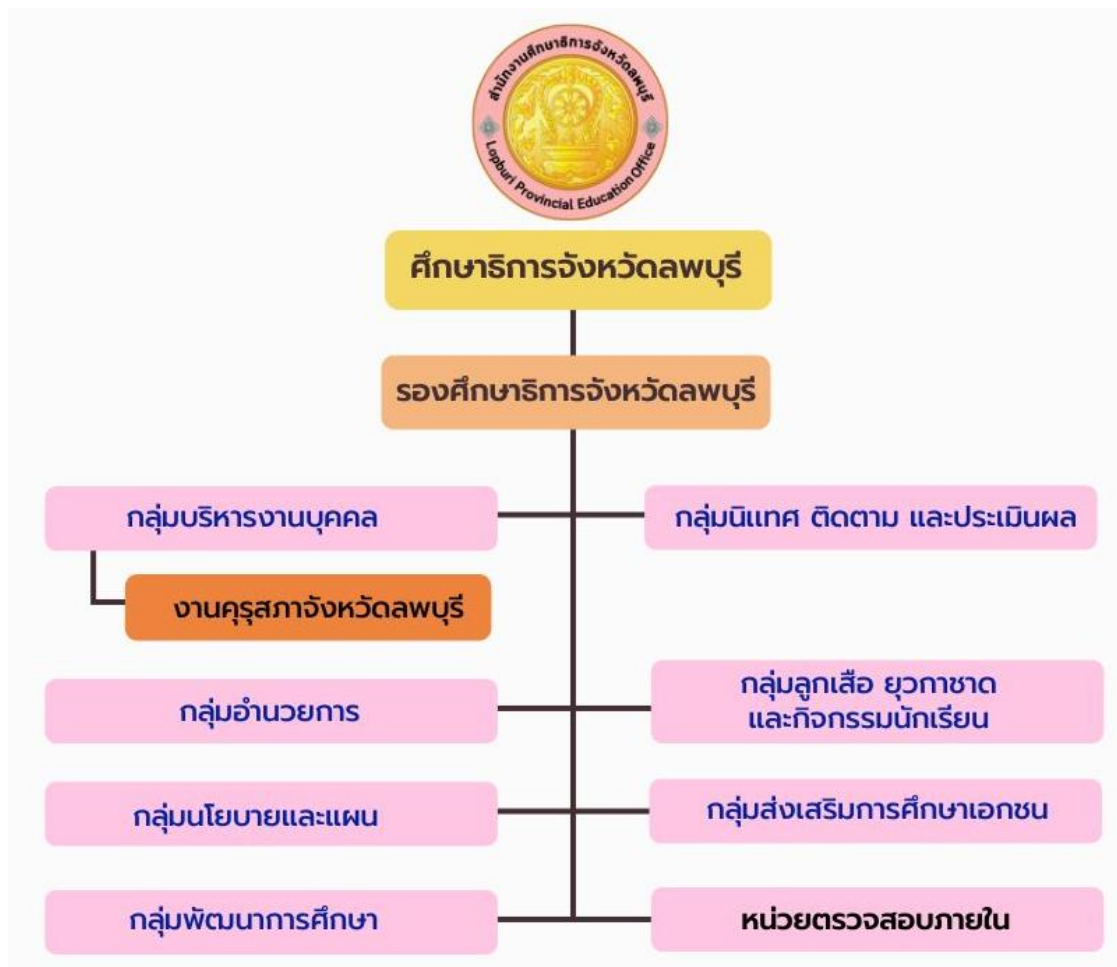 สำนักงานศึกษาธิการจังหวัดลพบุรี
Lopburi Provincial Education Office
ศึกษาธิการจังหวัดลพบุรี
รองศึกษาธิการจังหวัดลพบุรี
กลุ่มบริหารงานบุคคล
กลุ่มนิเเทศ ติดตาม และประเมินผล
งานคุรุสภาจังหวัดลพบุรี
กลุ่มอำนวยการ
กลุ่มลูกเสือ ยุวกาชาด
และกิจกรรมนักเรียน
กลุ่มนโยบายและแผน
กลุ่มส่งเสริมการศึกษาเอกชน
กลุ่มพัฒนาการศึกษา
หน่วยตรวจสอบภายใน